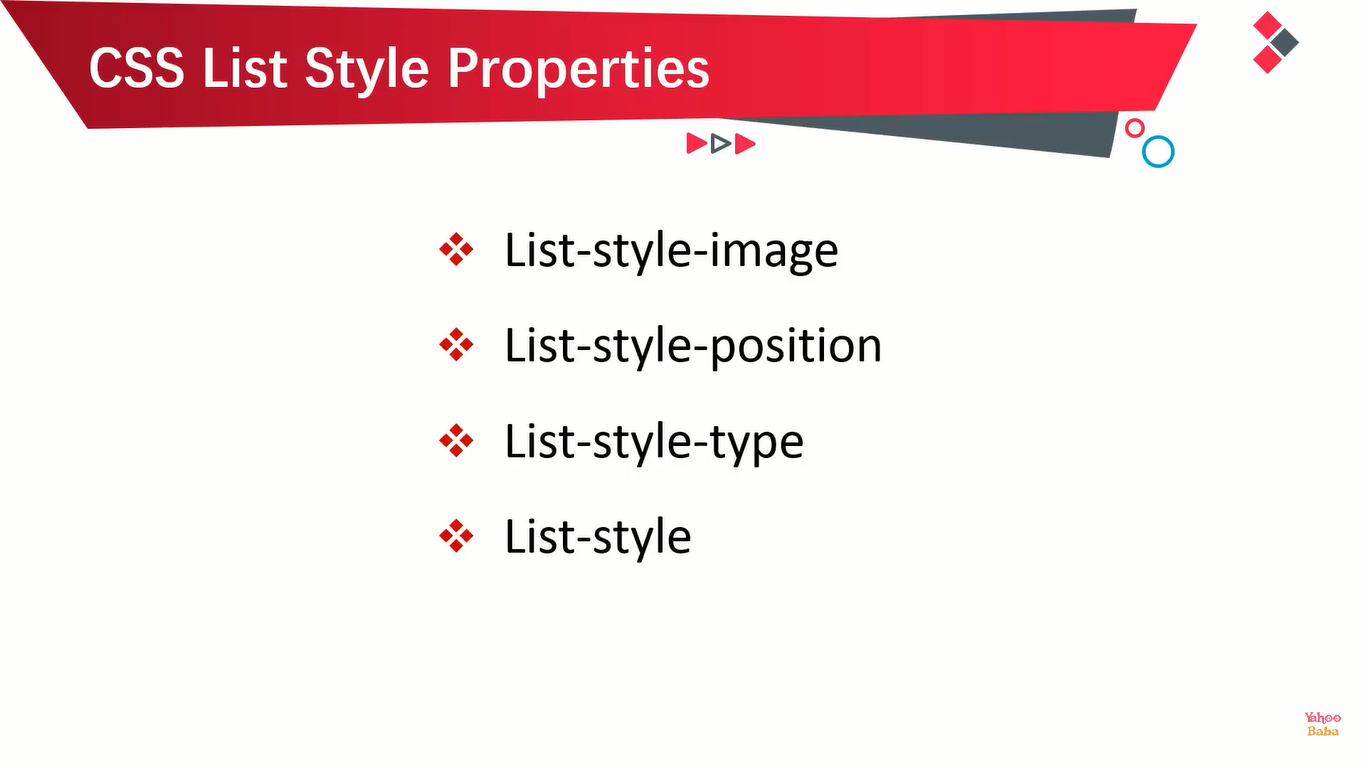 CSS List Style Properties
List-style-image
List-style-position
List-style-type
List-style
Yahoo
Baba